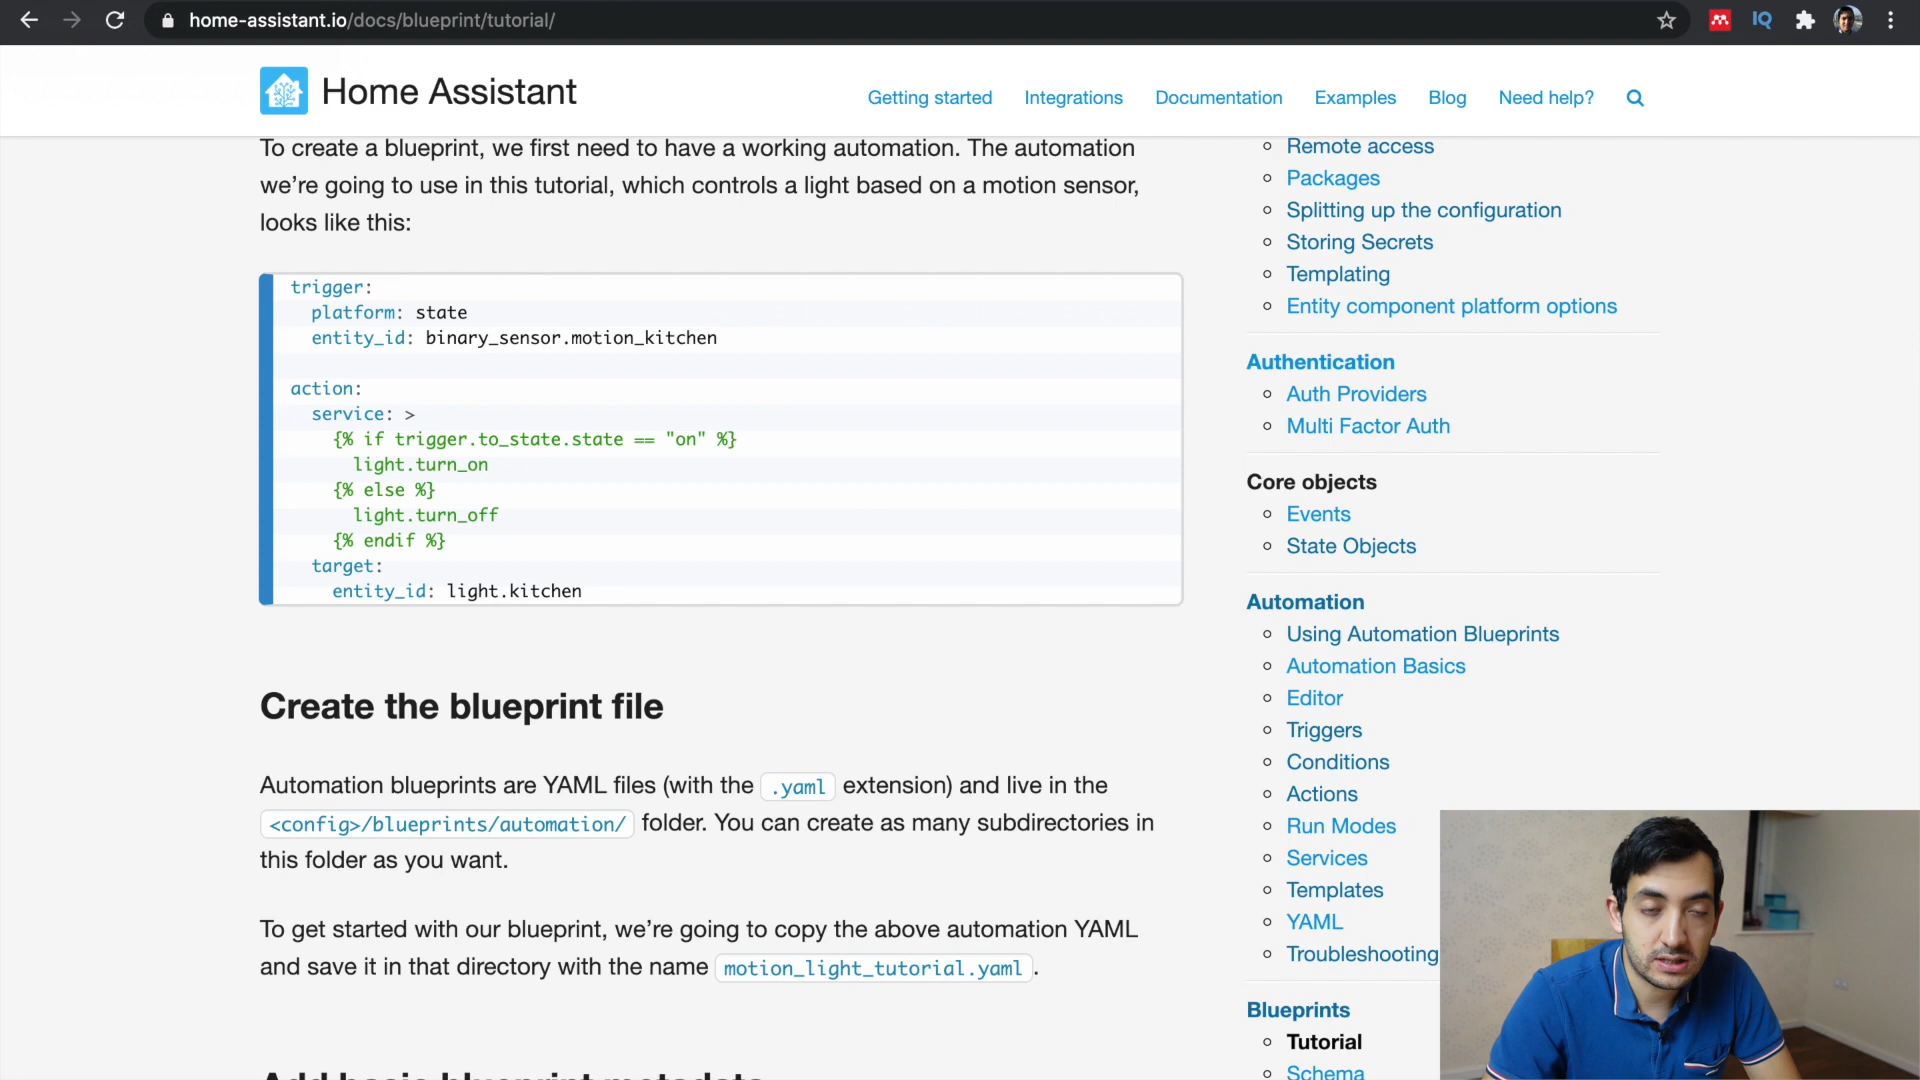 home-assistant.io/docs/blueprint/tutorial/
IQ
Home Assistant
Getting started
Integrations
Documentation
Examples
Blog
Need help?
To create a blueprint, we first need to have a working automation. The automation
we’re going to use in this tutorial, which controls a light based on a motion sensor,
looks like this:
trigger:
  platform: state
  entity_id: binary_sensor.motion_kitchen
action:
  service: >
    {% if trigger.to_state.state == "on" %}
      light.turn_on
    {% else %}
      light.turn_off
    {% endif %}
  target:
    entity_id: light.kitchen
Create the blueprint file
Automation blueprints are YAML files (with the .yaml extension) and live in the
<config>/blueprints/automation/ folder. You can create as many subdirectories in
this folder as you want.
To get started with our blueprint, we’re going to copy the above automation YAML
and save it in that directory with the name motion_light_tutorial.yaml.
Add basic blueprint metadata
Remote access
Packages
Splitting up the configuration
Storing Secrets
Templating
Entity component platform options
Authentication
Auth Providers
Multi Factor Auth
Core objects
Events
State Objects
Automation
Using Automation Blueprints
Automation Basics
Editor
Triggers
Conditions
Actions
Run Modes
Services
Templates
YAML
Troubleshooting
Blueprints
Tutorial
Schema